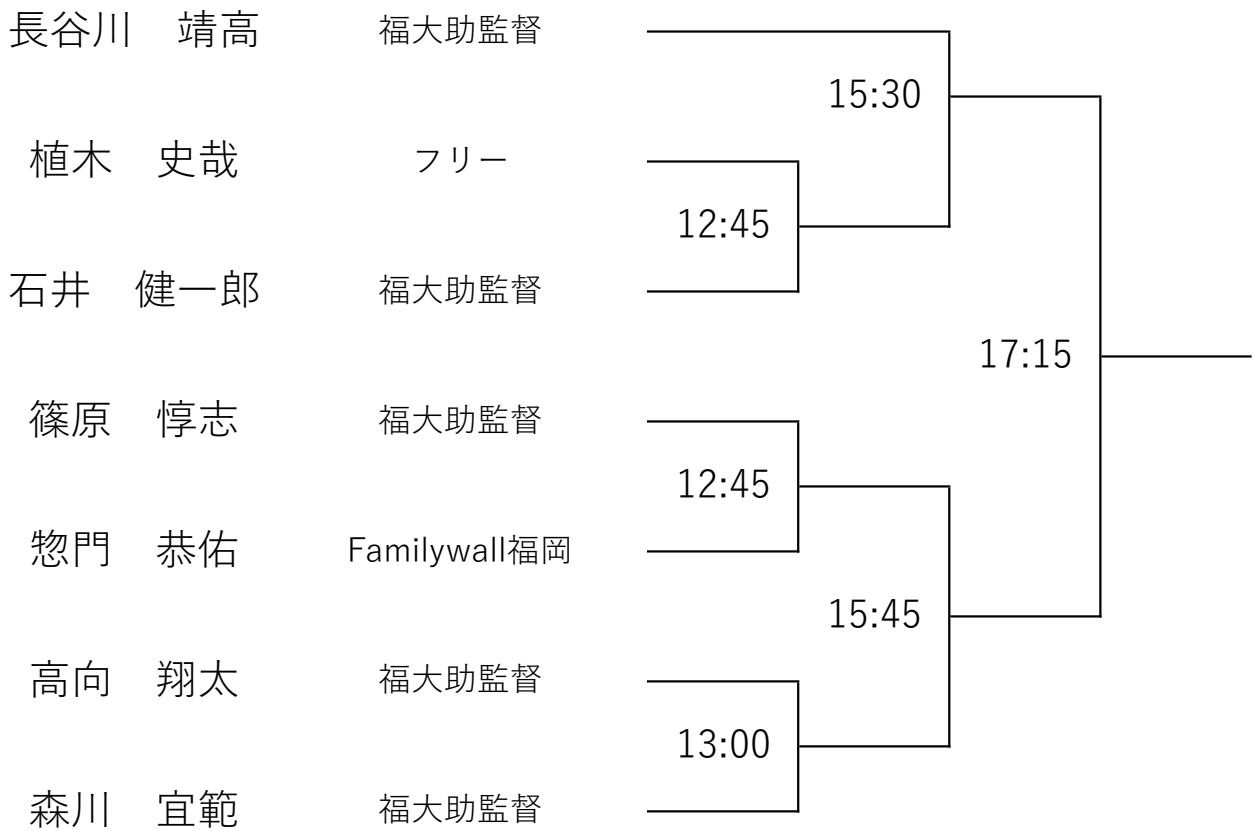 長谷川　靖高　福大助監督
15:30
植木　史哉　フリー
12:45
石井　健一郎　福大助監督
17:15
篠原　惇志　福大助監督
12:45
惣門　恭佑　Familywall福岡
15:45
高向　翔太　福大助監督
13:00
森川　宜範　福大助監督